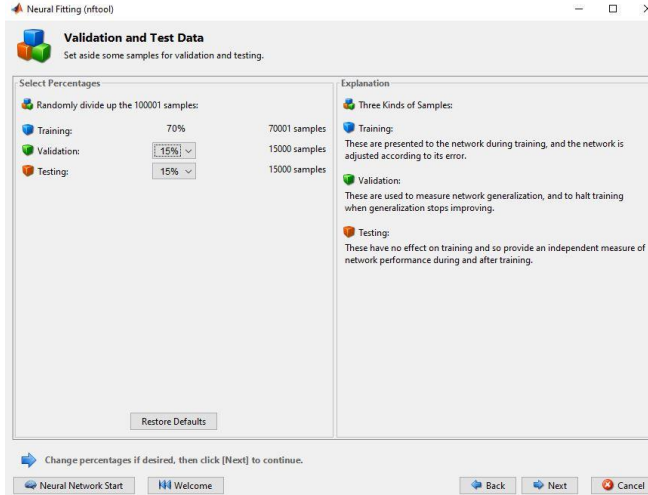 Neural Fitting (nftool)
Validation and Test Data
Set aside some samples for validation and testing.
Select Percentages
Randomly divide up the 100001 samples:
Training: 70% 70001 samples
Validation: 15% 15000 samples
Testing: 15% 15000 samples
Restore Defaults
Explanation
Three Kinds of Samples:
Training:
These are presented to the network during training, and the network is
adjusted according to its error.
Validation:
These are used to measure network generalization, and to halt training
when generalization stops improving.
Testing:
These have no effect on training and so provide an independent measure of
network performance during and after training.
Change percentages if desired, then click [Next] to continue.
Neural Network Start Welcome Back Next Cancel